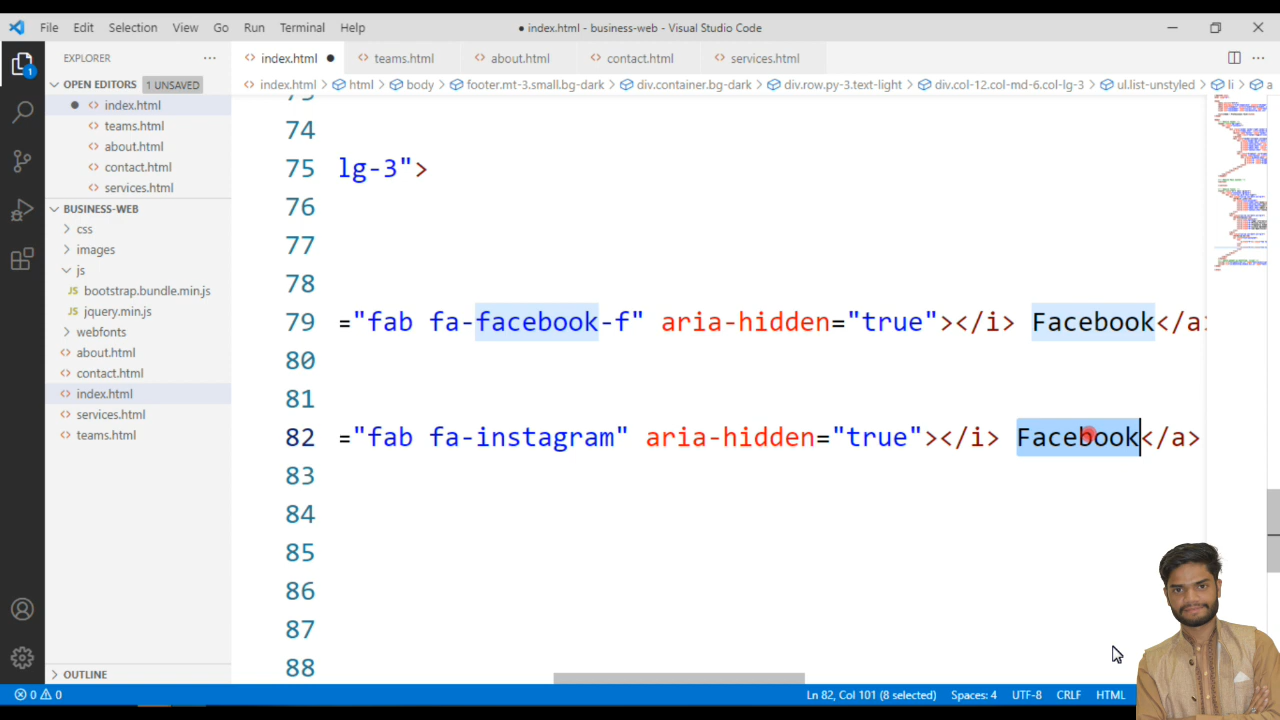 File Edit Selection View Go Run Terminal Help
● index.html - business-web - Visual Studio Code
EXPLORER
index.html
teams.html
about.html
contact.html
services.html
OPEN EDITORS 1 UNSAVED
index.html > html > body > footer.mt-3.small.bg-dark > div.container.bg-dark > div.row.py-3.text-light > div.col-12.col-md-6.col-lg-3 > ul.list-unstyled > li > a
index.html
teams.html
about.html
contact.html
services.html
BUSINESS-WEB
css
images
js
JS bootstrap.bundle.min.js
JS jquery.min.js
webfonts
about.html
contact.html
index.html
services.html
teams.html
OUTLINE
74
75 lg-3">
76
77
78
79 ="fab fa-facebook-f" aria-hidden="true"></i> Facebook</a>
80
81
82 ="fab fa-instagram" aria-hidden="true"></i> Facebook</a>
83
84
85
86
87
88
1
0 0
Ln 82, Col 101 (8 selected) Spaces: 4 UTF-8 CRLF HTML